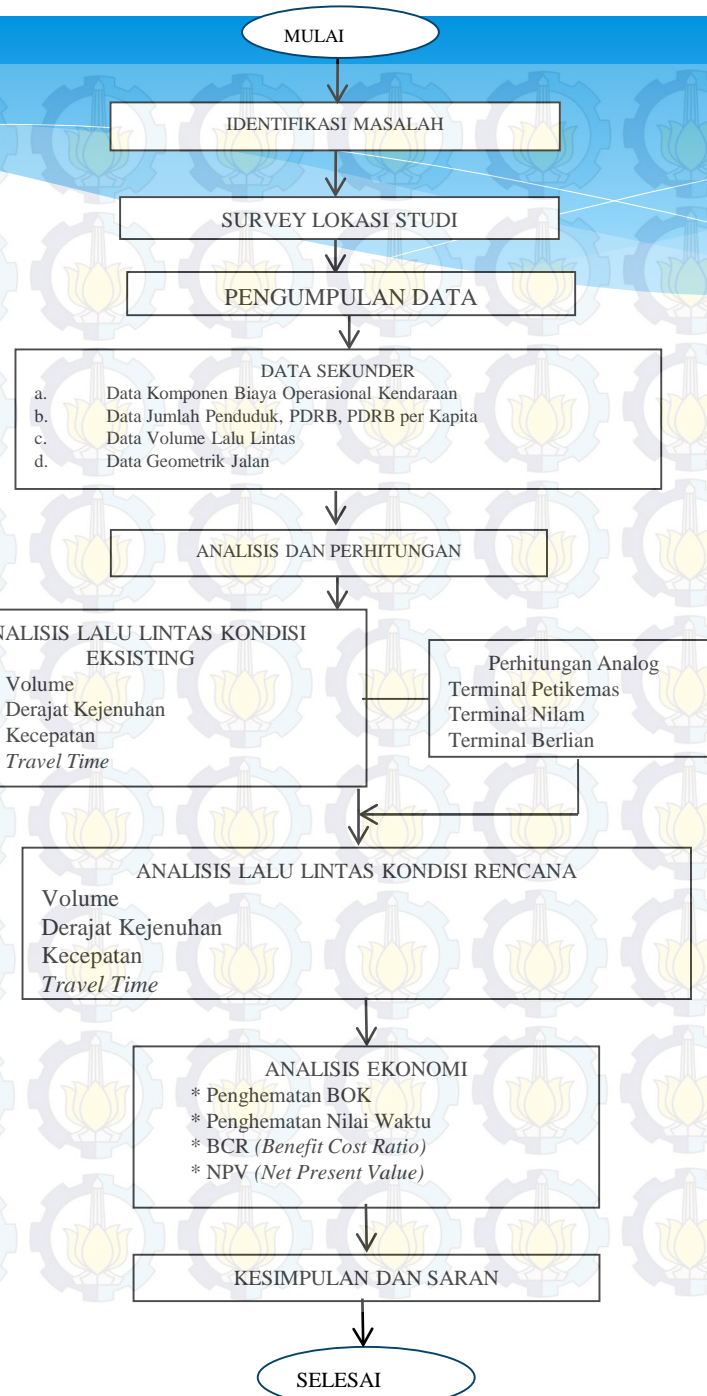 MULAI
IDENTIFIKASI MASALAH
SURVEY LOKASI STUDI
PENGUMPULAN DATA
DATA SEKUNDER
a. Data Komponen Biaya Operasional Kendaraan
b. Data Jumlah Penduduk, PDRB, PDRB per Kapita
c. Data Volume Lalu Lintas
d. Data Geometrik Jalan
ANALISIS DAN PERHITUNGAN
NALISIS LALU LINTAS KONDISI
EKSISTING
Volume
Derajat Kejenuhan
Kecepatan
Travel Time
Perhitungan Analog
Terminal Petikemas
Terminal Nilam
Terminal Berlian
ANALISIS LALU LINTAS KONDISI RENCANA
Volume
Derajat Kejenuhan
Kecepatan
Travel Time
ANALISIS EKONOMI
* Penghematan BOK
* Penghematan Nilai Waktu
* BCR (Benefit Cost Ratio)
* NPV (Net Present Value)
KESIMPULAN DAN SARAN
SELESAI